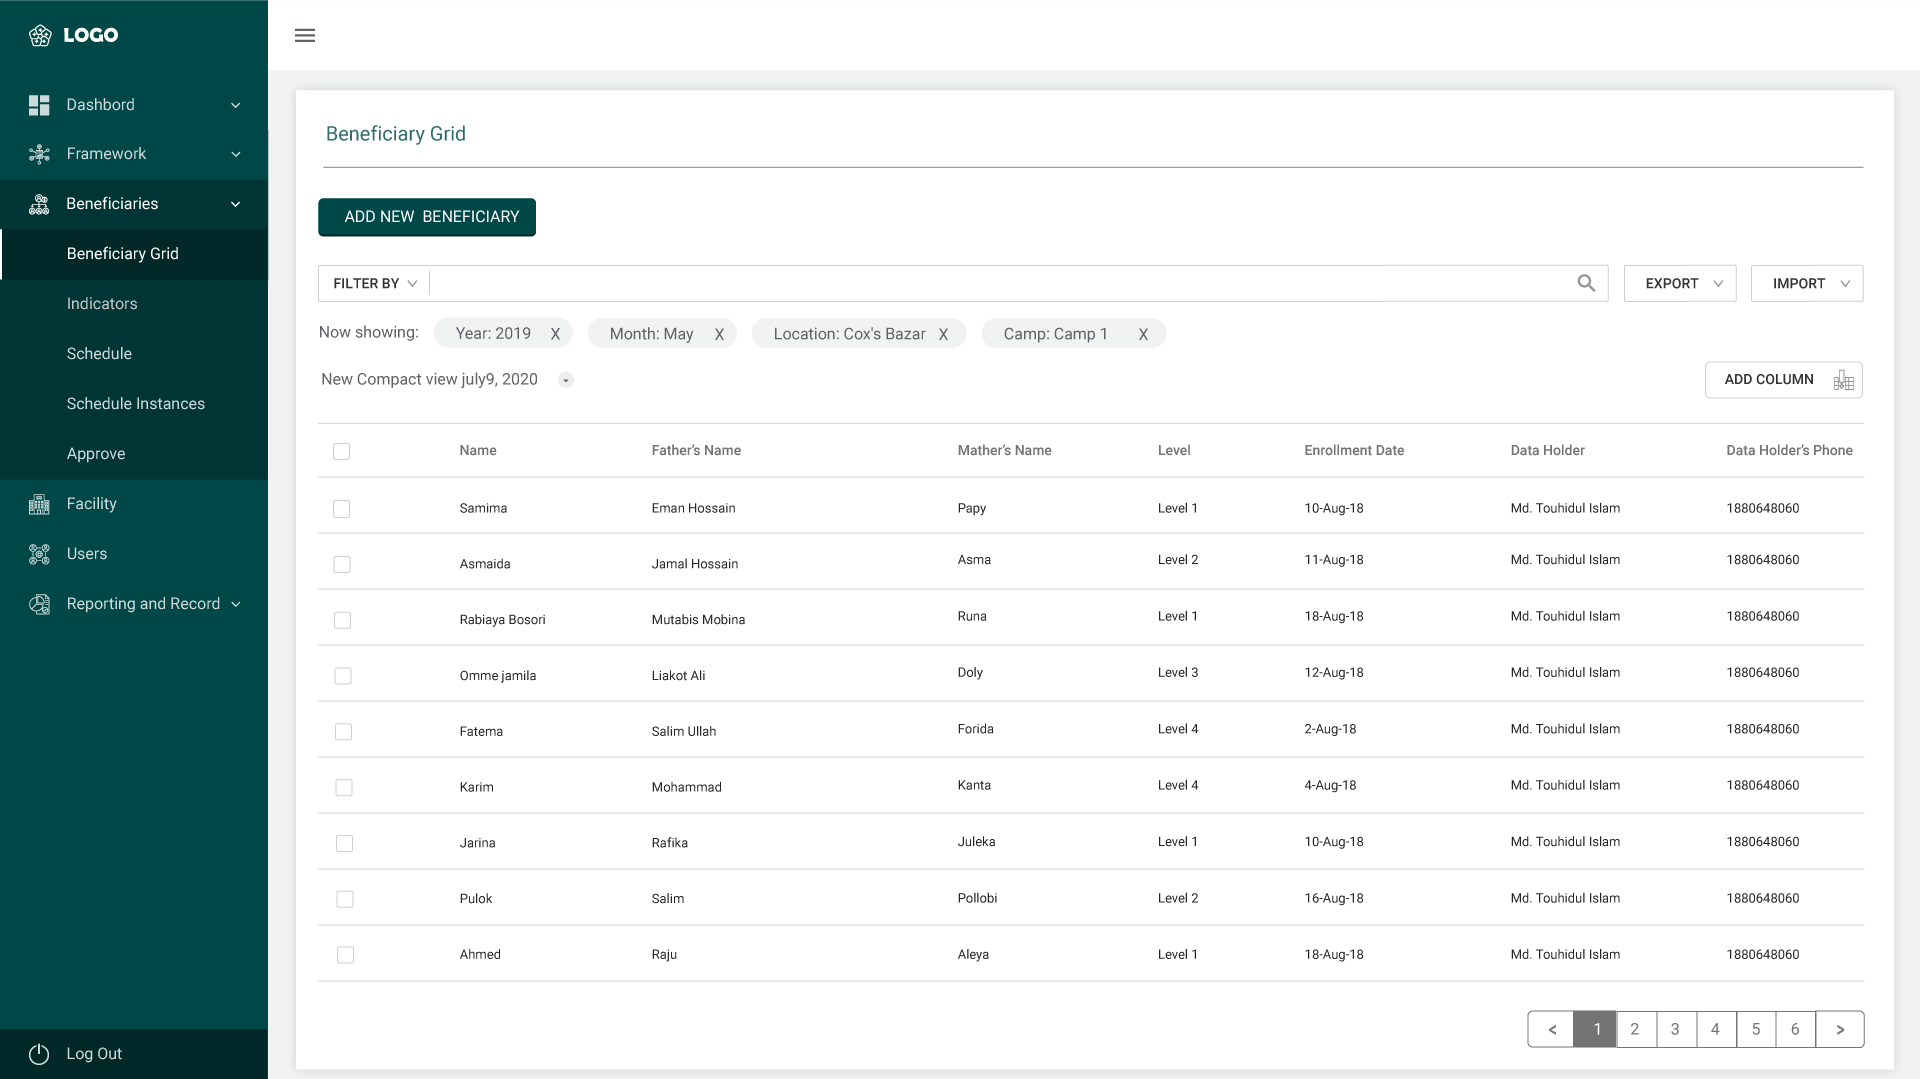 LOGO
Dashbord
Framework
Beneficiaries
Beneficiary Grid
Indicators
Schedule
Schedule Instances
Approve
Facility
Users
Reporting and Record
Log Out
Beneficiary Grid
ADD NEW BENEFICIARY
FILTER BY
EXPORT
IMPORT
Now showing: Year: 2019 X Month: May X Location: Cox's Bazar X Camp: Camp 1 X
New Compact view july9, 2020
ADD COLUMN
Name Father’s Name Mather’s Name Level Enrollment Date Data Holder Data Holder’s Phone
Samima Eman Hossain Papy Level 1 10-Aug-18 Md. Touhidul Islam 1880648060
Asmaida Jamal Hossain Asma Level 2 11-Aug-18 Md. Touhidul Islam 1880648060
Rabiaya Bosori Mutabis Mobina Runa Level 1 18-Aug-18 Md. Touhidul Islam 1880648060
Omme jamila Liakot Ali Doly Level 3 12-Aug-18 Md. Touhidul Islam 1880648060
Fatema Salim Ullah Forida Level 4 2-Aug-18 Md. Touhidul Islam 1880648060
Karim Mohammad Kanta Level 4 4-Aug-18 Md. Touhidul Islam 1880648060
Jarina Rafika Juleka Level 1 10-Aug-18 Md. Touhidul Islam 1880648060
Pulok Salim Pollobi Level 2 16-Aug-18 Md. Touhidul Islam 1880648060
Ahmed Raju Aleya Level 1 18-Aug-18 Md. Touhidul Islam 1880648060
< 1 2 3 4 5 6 >